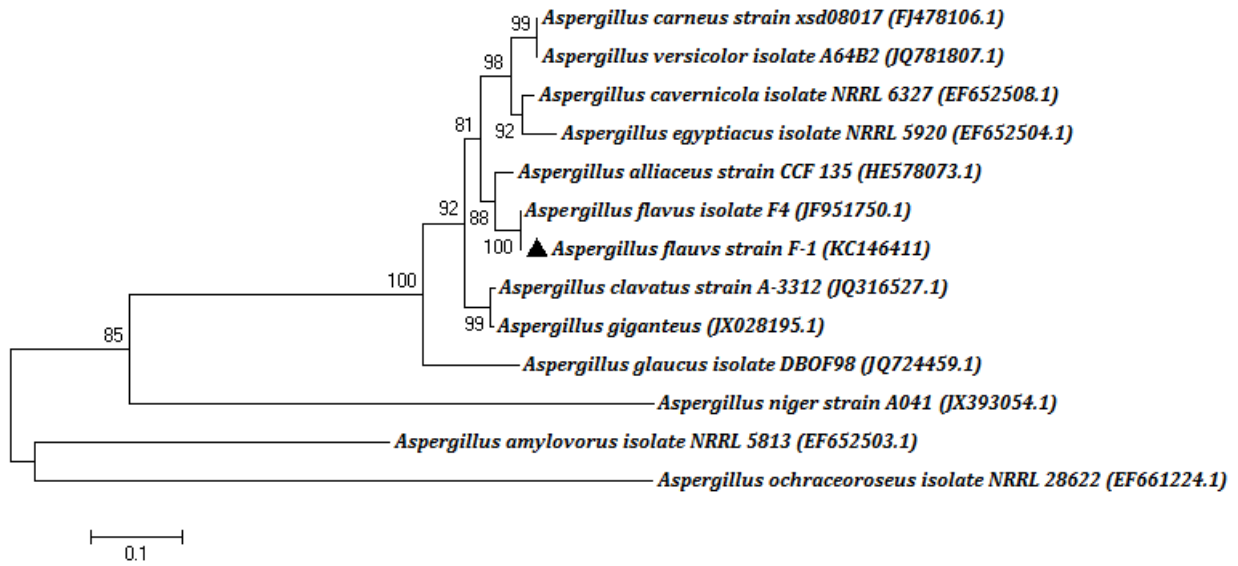 99 Aspergillus carneus strain xsd08017 (FJ478106.1)
Aspergillus versicolor isolate A64B2 (JQ781807.1)
98
Aspergillus cavernicola isolate NRRL 6327 (EF652508.1)
81
92 Aspergillus egyptiacus isolate NRRL 5920 (EF652504.1)
Aspergillus alliaceus strain CCF 135 (HE578073.1)
92 88 Aspergillus flavus isolate F4 (JF951750.1)
100 Aspergillus flauvs strain F-1 (KC146411)
100 Aspergillus clavatus strain A-3312 (JQ316527.1)
99 Aspergillus giganteus (JX028195.1)
85
Aspergillus glaucus isolate DBOF98 (JQ724459.1)
Aspergillus niger strain A041 (JX393054.1)
Aspergillus amylovorus isolate NRRL 5813 (EF652503.1)
Aspergillus ochraceoroseus isolate NRRL 28622 (EF661224.1)
0.1